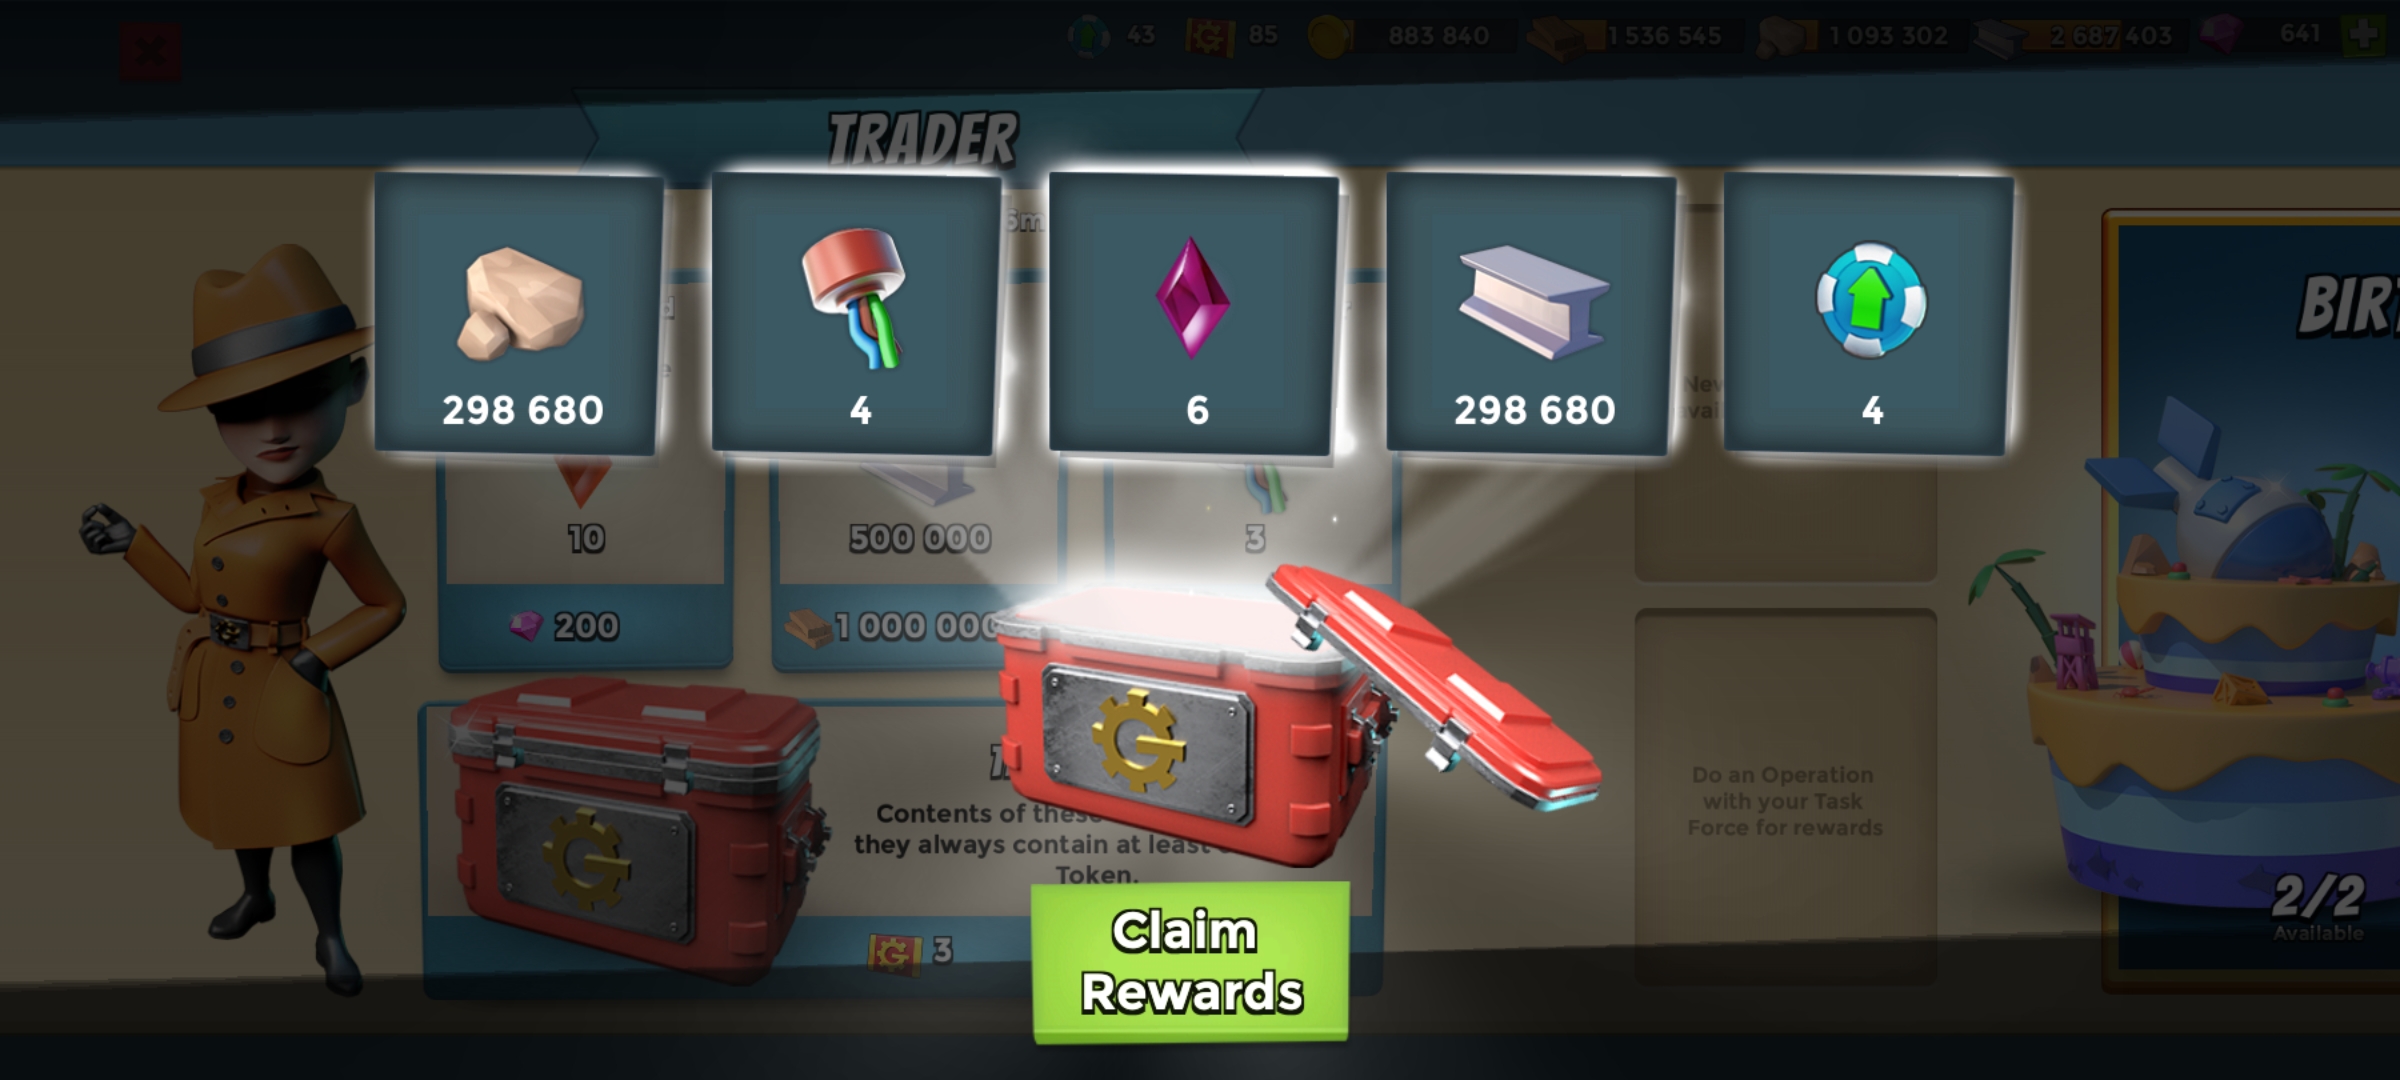 43
85
883 840
1 536 545
1 093 302
2 687 403
641
TRADER
298 680
4
6
298 680
4
10
500 000
3
200
1 000 000
Contents of these
they always contain at least
Token.
3
Claim
Rewards
Do an Operation
with your Task
Force for rewards
2/2
Available